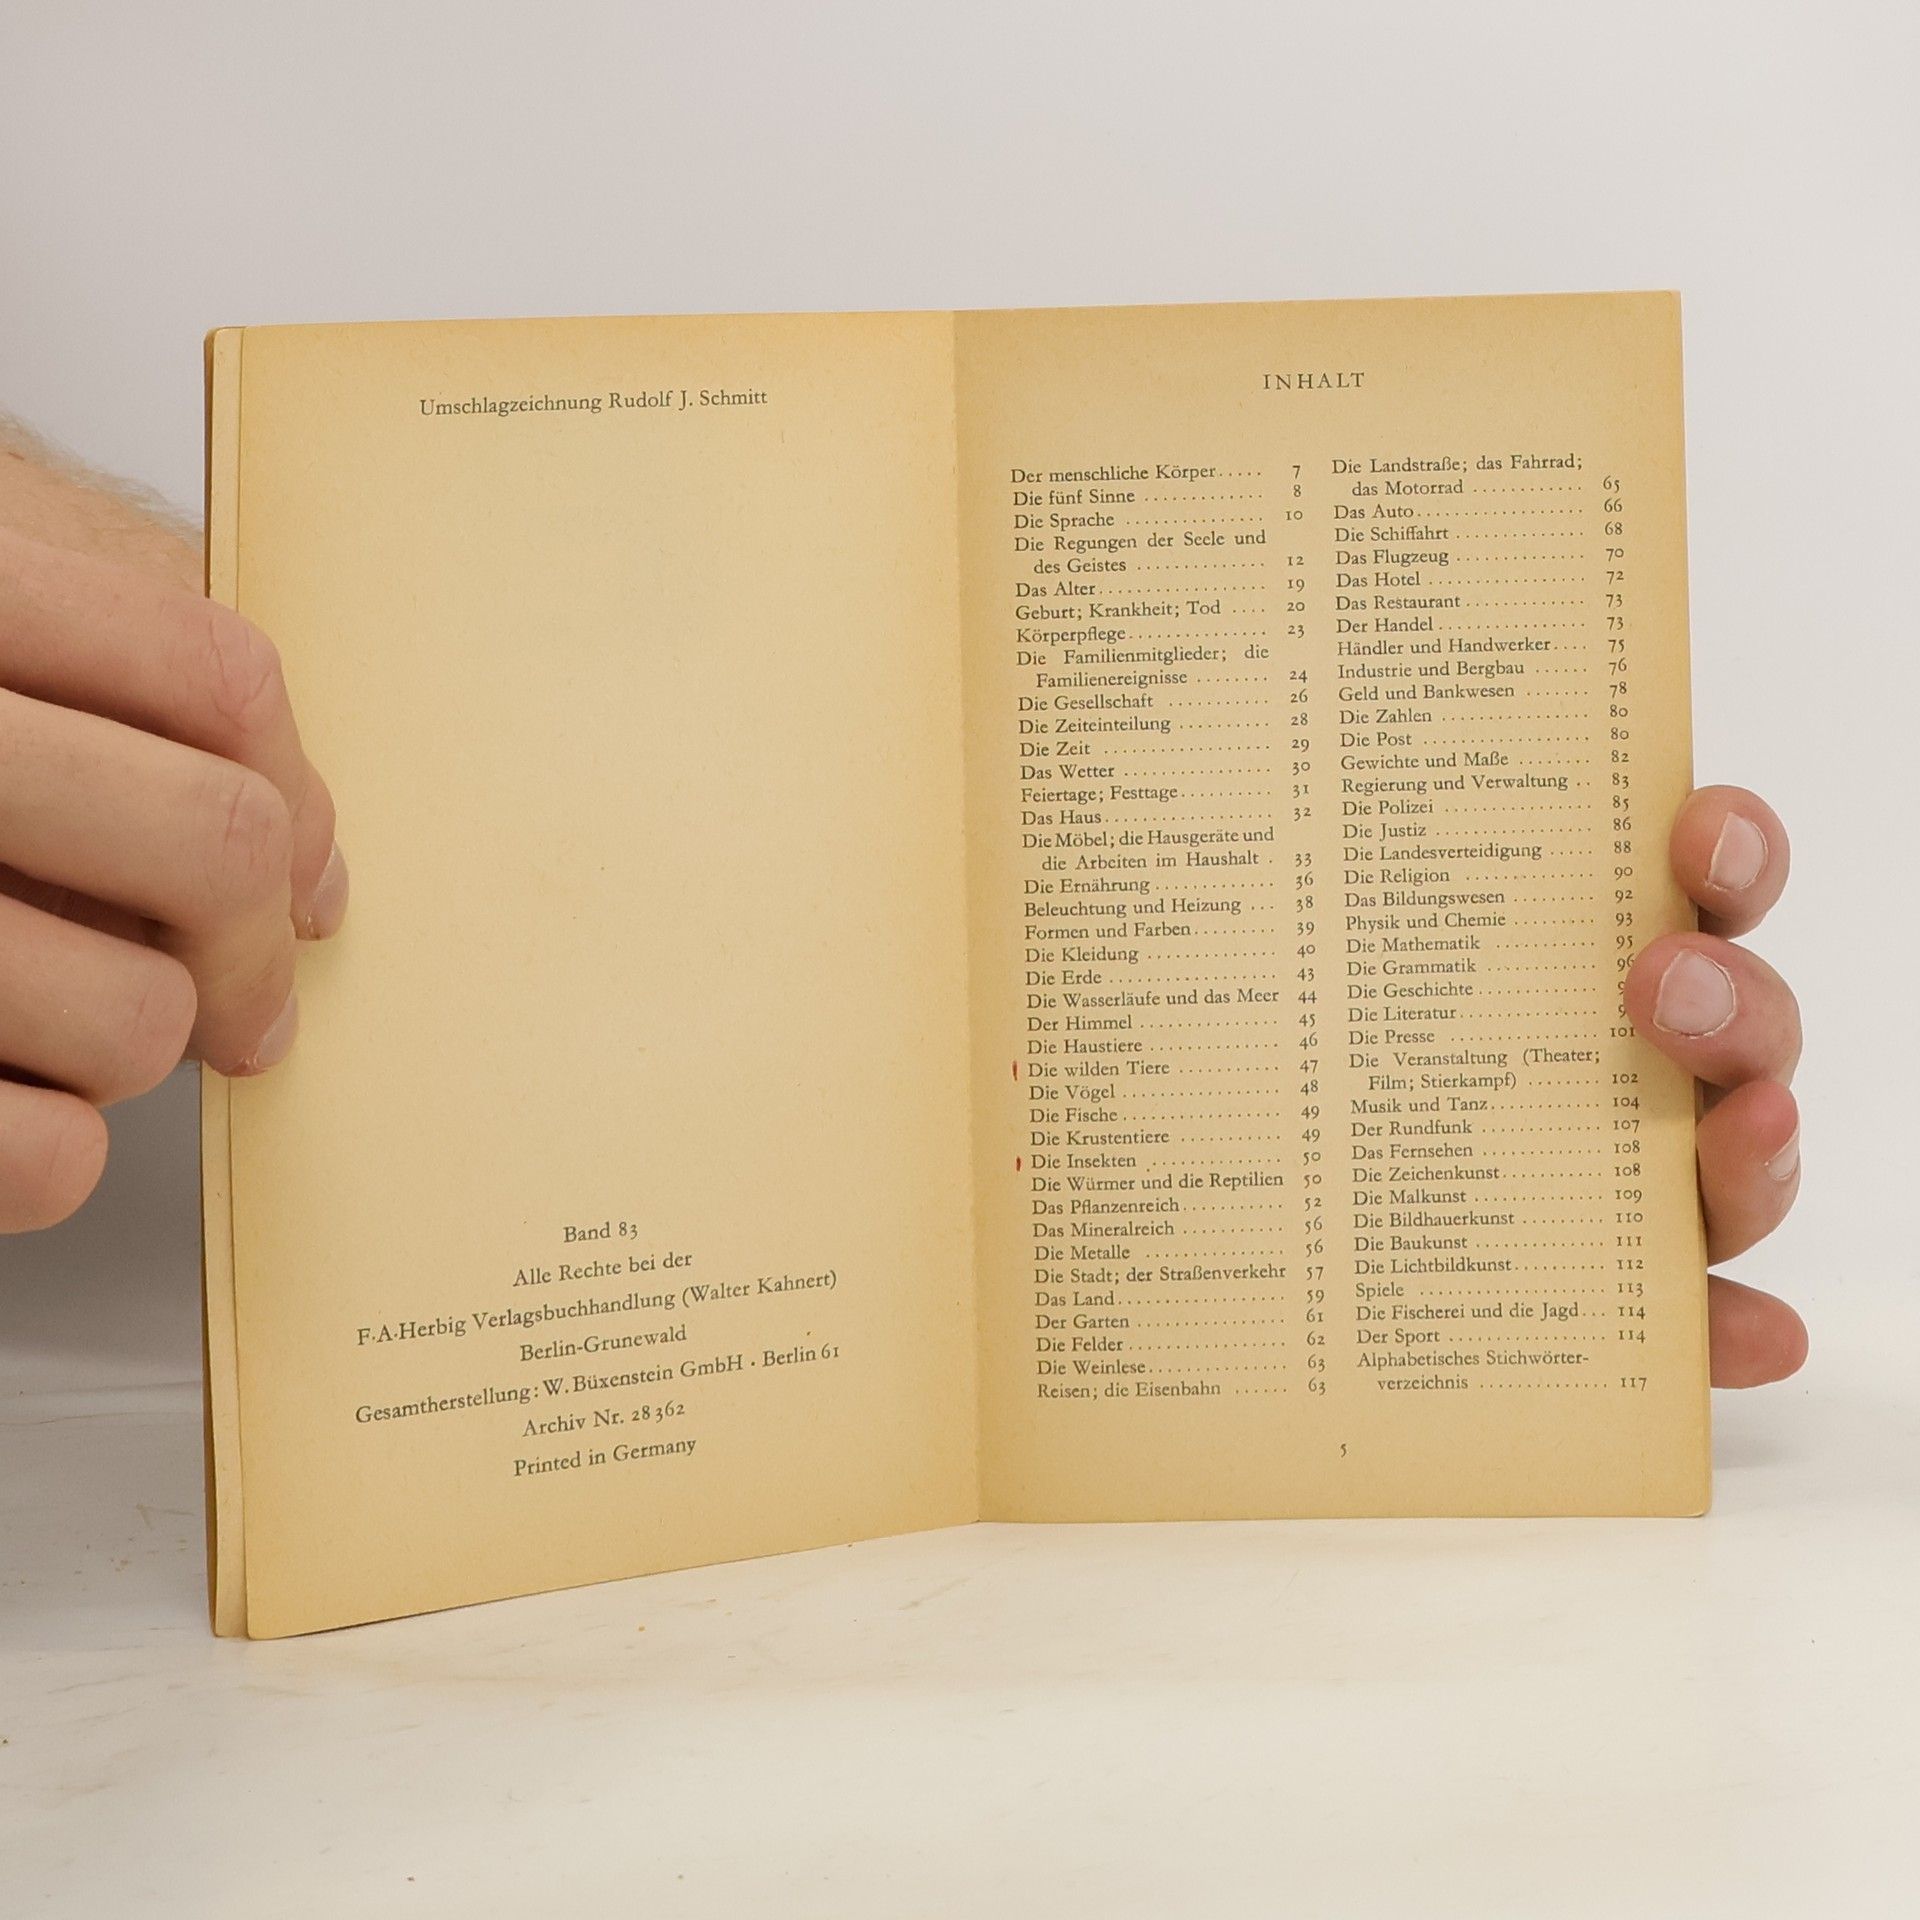 Umschlagzeichnung Rudolf J. Schmitt
Band 83
Alle Rechte bei der
F·A·Herbig Verlagsbuchhandlung (Walter Kahnert)
Berlin-Grunewald
Gesamtherstellung: W. Büxenstein GmbH · Berlin 61
Archiv Nr. 28 362
Printed in Germany
INHALT
Der menschliche Körper ..... 7
Die fünf Sinne ............. 8
Die Sprache ............... 10
Die Regungen der Seele und
des Geistes .............. 12
Das Alter .................. 19
Geburt; Krankheit; Tod .... 20
Körperpflege ............... 23
Die Familienmitglieder; die
Familienereignisse ........ 24
Die Gesellschaft ........... 26
Die Zeiteinteilung .......... 28
Die Zeit ................... 29
Das Wetter ................ 30
Feiertage; Festtage .......... 31
Das Haus .................. 32
Die Möbel; die Hausgeräte und
die Arbeiten im Haushalt . 33
Die Ernährung ............. 36
Beleuchtung und Heizung ... 38
Formen und Farben ......... 39
Die Kleidung .............. 40
Die Erde .................. 43
Die Wasserläufe und das Meer 44
Der Himmel ............... 45
Die Haustiere .............. 46
Die wilden Tiere ........... 47
Die Vögel ................. 48
Die Fische ................. 49
Die Krustentiere ........... 49
Die Insekten .............. 50
Die Würmer und die Reptilien 50
Das Pflanzenreich ........... 52
Das Mineralreich ........... 56
Die Metalle ............... 56
Die Stadt; der Straßenverkehr 57
Das Land .................. 59
Der Garten ................ 61
Die Felder ................. 62
Die Weinlese ............... 63
Reisen; die Eisenbahn ...... 63
Die Landstraße; das Fahrrad;
das Motorrad ............ 65
Das Auto .................. 66
Die Schiffahrt .............. 68
Das Flugzeug .............. 70
Das Hotel ................. 72
Das Restaurant ............. 73
Der Handel ................ 73
Händler und Handwerker .... 75
Industrie und Bergbau ...... 76
Geld und Bankwesen ....... 78
Die Zahlen ................ 80
Die Post .................. 80
Gewichte und Maße ........ 82
Regierung und Verwaltung .. 83
Die Polizei ................ 85
Die Justiz ................. 86
Die Landesverteidigung ..... 88
Die Religion .............. 90
Das Bildungswesen ......... 92
Physik und Chemie ......... 93
Die Mathematik ........... 95
Die Grammatik ............ 96
Die Geschichte .............
Die Literatur ...............
Die Presse ................ 101
Die Veranstaltung (Theater;
Film; Stierkampf) ........ 102
Musik und Tanz ............ 104
Der Rundfunk ............. 107
Das Fernsehen ............. 108
Die Zeichenkunst ........... 108
Die Malkunst .............. 109
Die Bildhauerkunst ......... 110
Die Baukunst .............. 111
Die Lichtbildkunst .......... 112
Spiele .................... 113
Die Fischerei und die Jagd ... 114
Der Sport ................. 114
Alphabetisches Stichwörter-
verzeichnis .............. 117
5